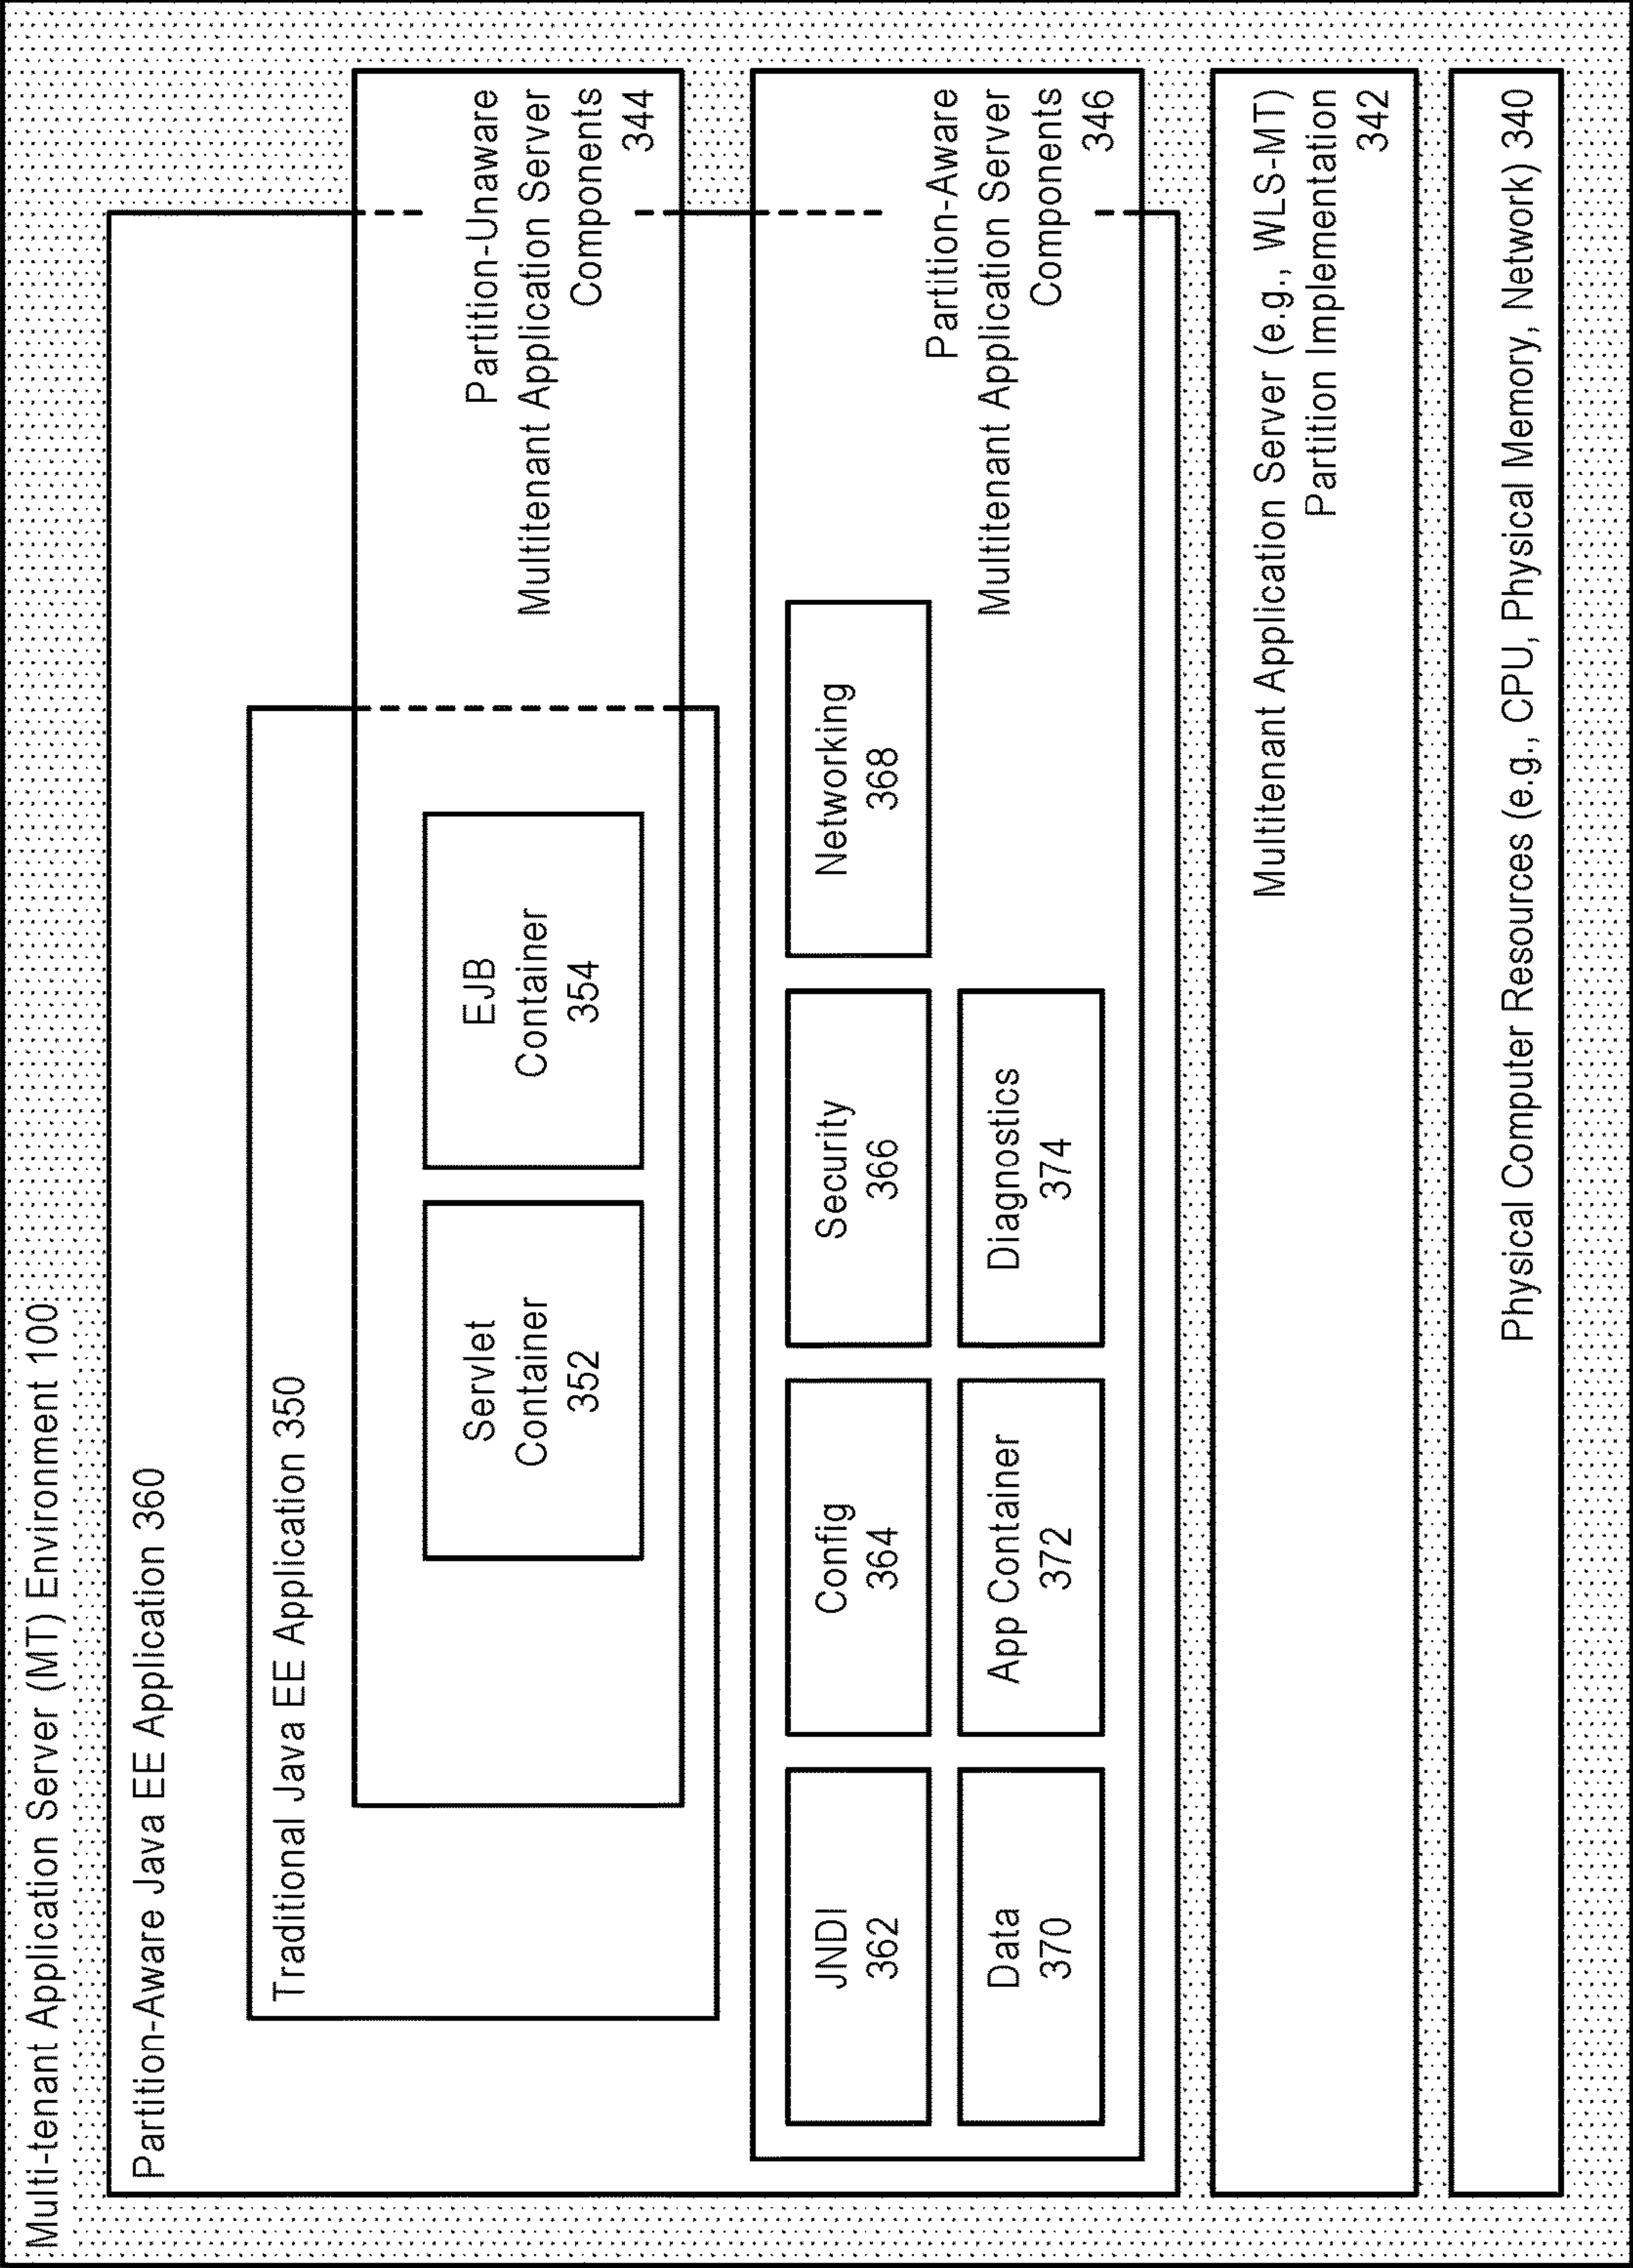 Multi-tenant Application Server (MT) Environment 100
Partition-Aware Java EE Application 360
Traditional Java EE Application 350
Servlet
Container
352
EJB
Container
354
Partition-Unaware
Multitenant Application Server
Components
344
JNDI
362
Config
364
Security
366
Networking
368
Data
370
App Container
372
Diagnostics
374
Partition-Aware
Multitenant Application Server
Components
346
Multitenant Application Server (e.g., WLS-MT)
Partition Implementation
342
Physical Computer Resources (e.g., CPU, Physical Memory, Network) 340